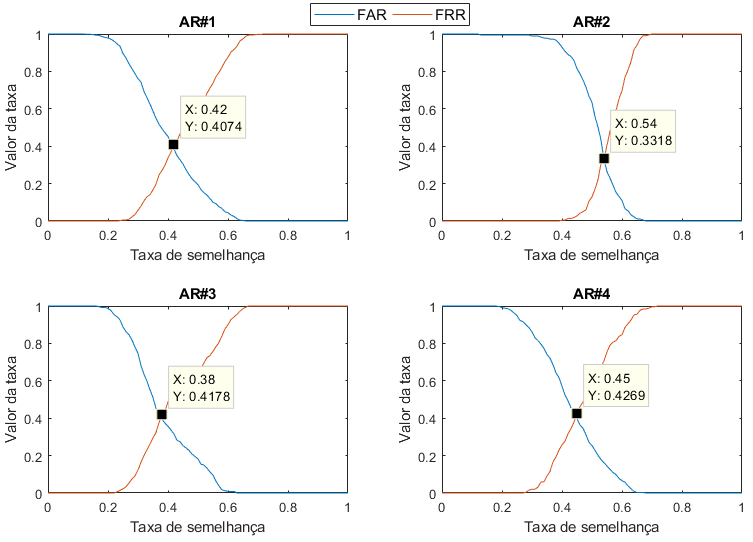 FAR FRR
AR#1
Valor da taxa
1
0.8
0.6
0.4
0.2
0
X: 0.42
Y: 0.4074
0 0.2 0.4 0.6 0.8 1
Taxa de semelhança
AR#2
Valor da taxa
1
0.8
0.6
0.4
0.2
0
X: 0.54
Y: 0.3318
0 0.2 0.4 0.6 0.8 1
Taxa de semelhança
AR#3
Valor da taxa
1
0.8
0.6
0.4
0.2
0
X: 0.38
Y: 0.4178
0 0.2 0.4 0.6 0.8 1
Taxa de semelhança
AR#4
Valor da taxa
1
0.8
0.6
0.4
0.2
0
X: 0.45
Y: 0.4269
0 0.2 0.4 0.6 0.8 1
Taxa de semelhança